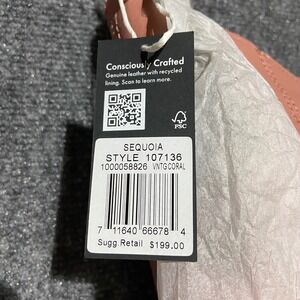 Consciously Crafted
Genuine leather with recycled
lining. Scan to learn more.
FSC
SEQUOIA
STYLE 107136
1000058826 VNTGCORAL
7 11640 66678 4
Sugg.Retail $199.00